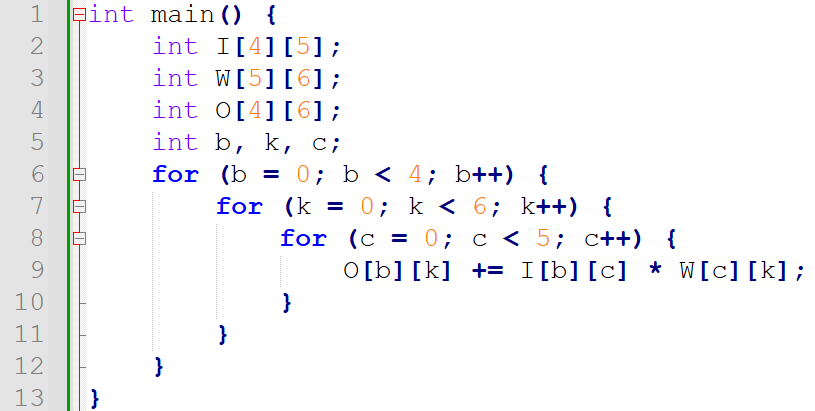 1 int main() {
2 int I[4][5];
3 int W[5][6];
4 int O[4][6];
5 int b, k, c;
6 for (b = 0; b < 4; b++) {
7 for (k = 0; k < 6; k++) {
8 for (c = 0; c < 5; c++) {
9 O[b][k] += I[b][c] * W[c][k];
10 }
11 }
12 }
13 }